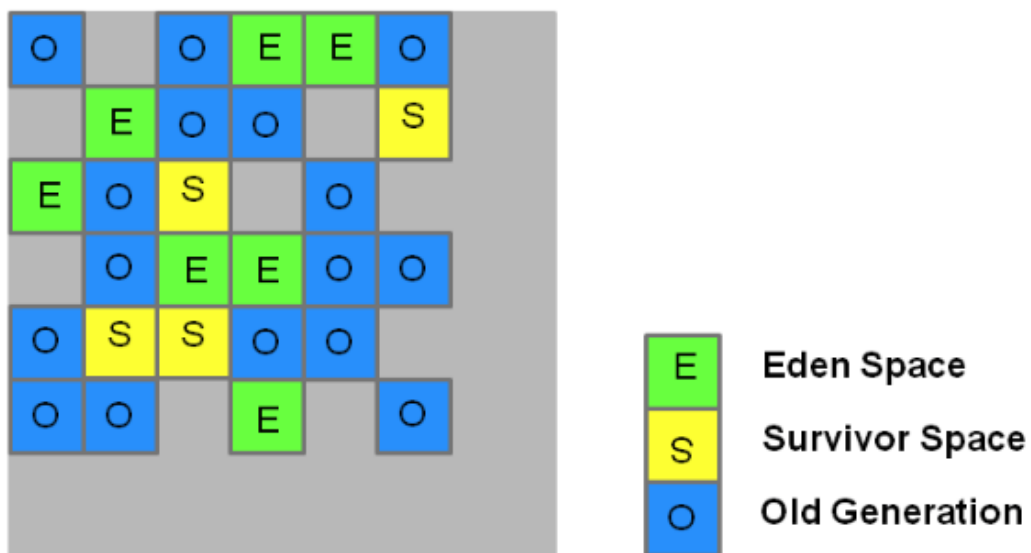 O O E E O
E O O S
E O S O
O E E O O
O S S O O
O O E O
E Eden Space
S Survivor Space
O Old Generation